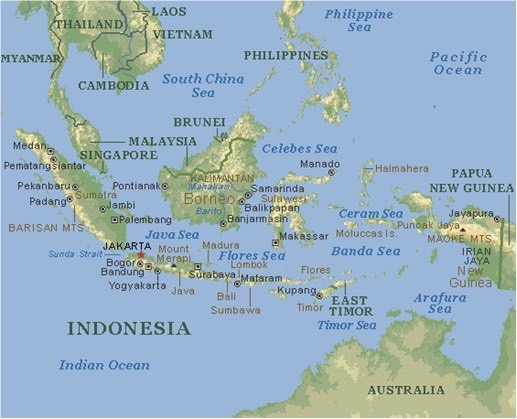 LAOS
Philippine
Sea
THAILAND
VIETNAM
MYANMAR
PHILIPPINES
Pacific
Ocean
CAMBODIA
South China
Sea
BRUNEI
MALAYSIA
Celebes Sea
Medan
SINGAPORE
Pematangsiantar
Manado
Halmahera
PAPUA
NEW GUINEA
KALIMANTAN
Pekanbaru
Pontianak
Mahakam
Samarinda
Sumatra
Borneo
Sulawesi
Padang
Jambi
Balikpapan
Barito
Ceram Sea
Jayapura
Palembang
Banjarmasin
Puncak Jaya
BARISAN MTS.
Java Sea
Makassar
Moluccas Is.
MAOKE MTS.
JAKARTA
Mount
Merapi
Madura
Banda Sea
IRIAN
JAYA
Sunda Strait
Flores Sea
Bogor
Lombok
Flores
New
Guinea
Bandung
Surabaya
Mataram
Yogyakarta
Java
Bali
Kupang
EAST
TIMOR
Arafura
Sea
Sumbawa
Timor
INDONESIA
Timor Sea
Indian Ocean
AUSTRALIA